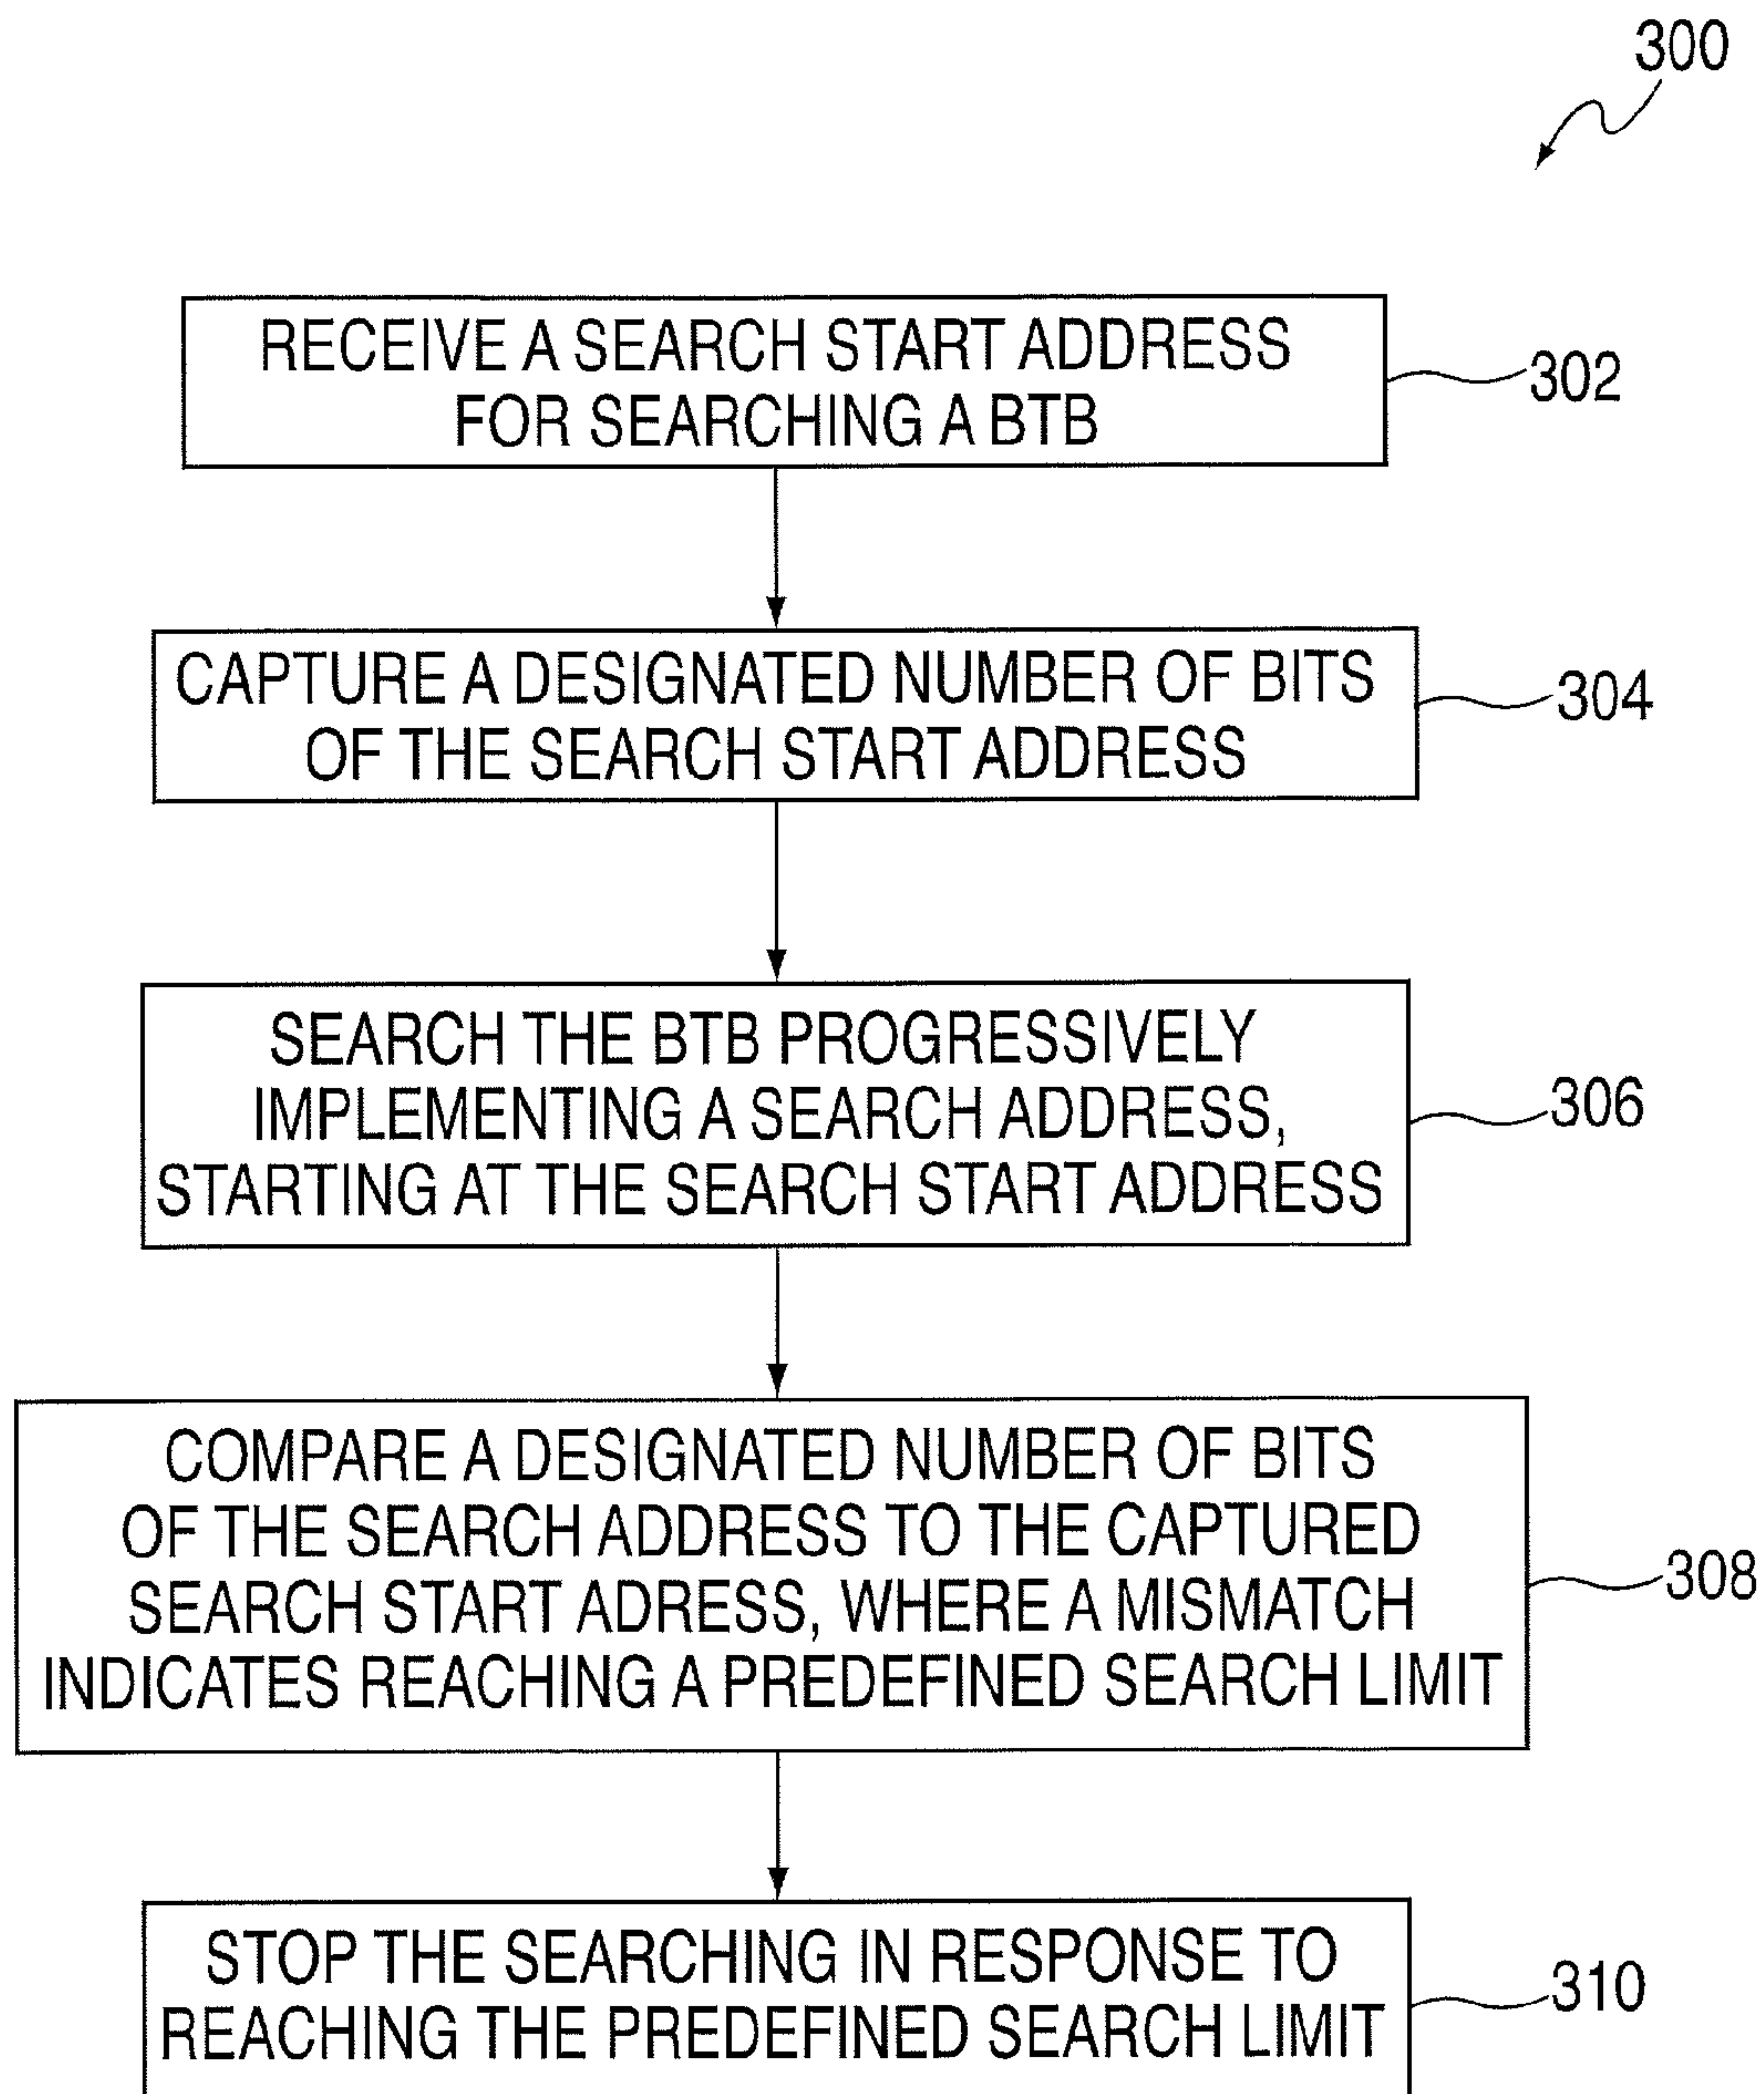 300
RECEIVE A SEARCH START ADDRESS
FOR SEARCHING A BTB
302
CAPTURE A DESIGNATED NUMBER OF BITS
OF THE SEARCH START ADDRESS
304
SEARCH THE BTB PROGRESSIVELY
IMPLEMENTING A SEARCH ADDRESS,
STARTING AT THE SEARCH START ADDRESS
306
COMPARE A DESIGNATED NUMBER OF BITS
OF THE SEARCH ADDRESS TO THE CAPTURED
SEARCH START ADRESS, WHERE A MISMATCH
INDICATES REACHING A PREDEFINED SEARCH LIMIT
308
STOP THE SEARCHING IN RESPONSE TO
REACHING THE PREDEFINED SEARCH LIMIT
310